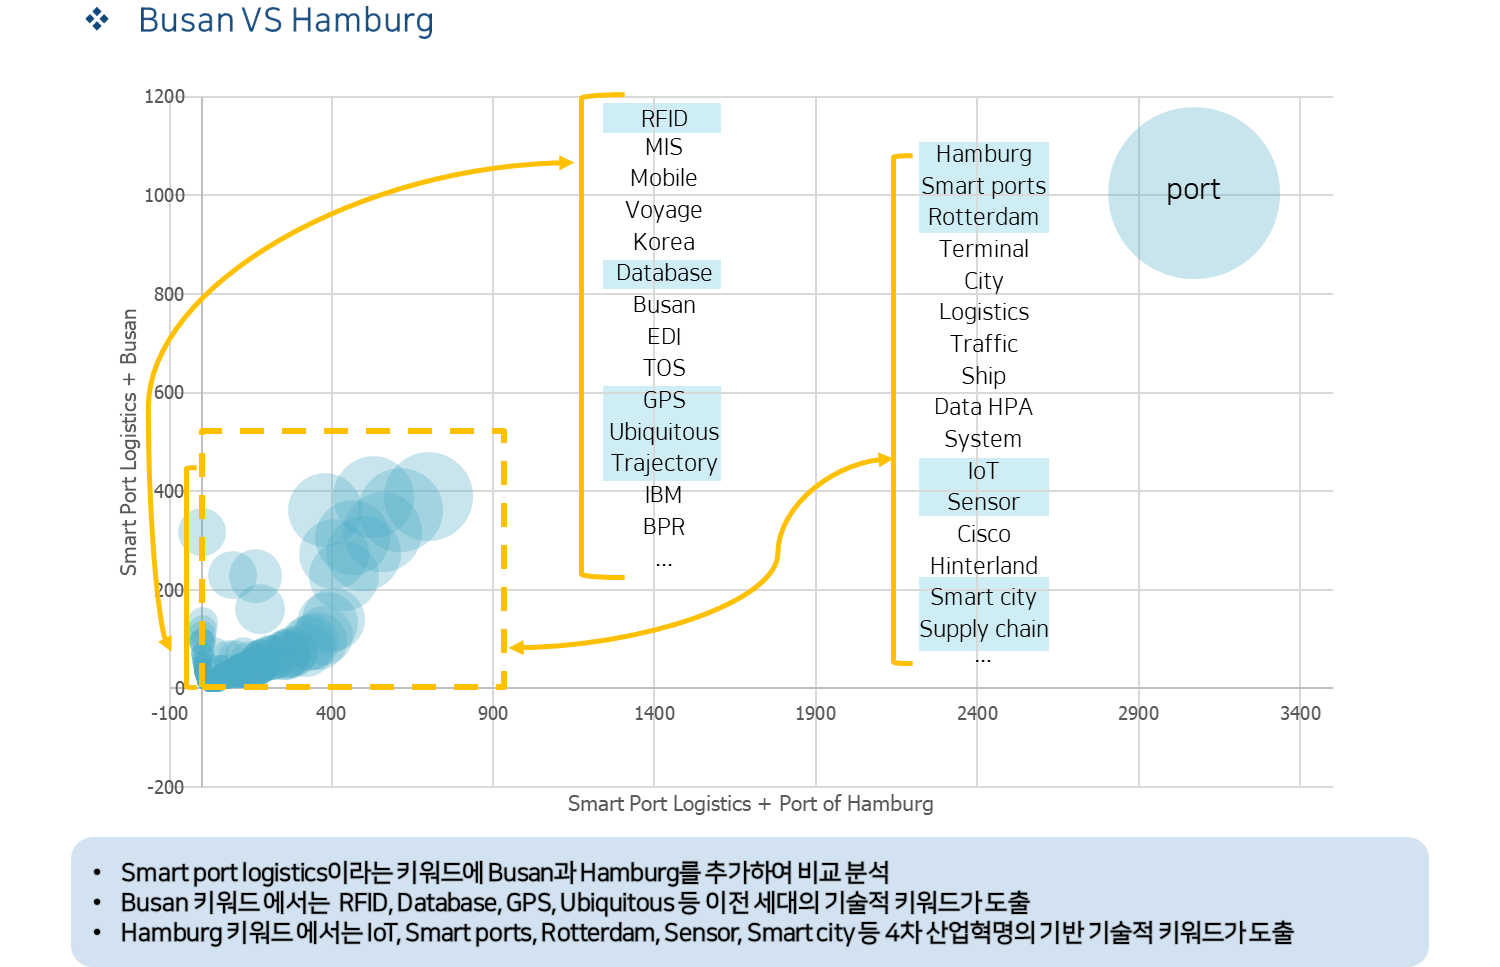 Busan VS Hamburg
1200
1000
800
600
400
200
0
-200
-100
400
900
1400
1900
2400
2900
3400
Smart Port Logistics + Busan
Smart Port Logistics + Port of Hamburg
RFID
MIS
Mobile
Voyage
Korea
Database
Busan
EDI
TOS
GPS
Ubiquitous
Trajectory
IBM
BPR
...
Hamburg
Smart ports
Rotterdam
Terminal
City
Logistics
Traffic
Ship
Data HPA
System
IoT
Sensor
Cisco
Hinterland
Smart city
Supply chain
...
port
• Smart port logistics이라는 키워드에 Busan과 Hamburg를 추가하여 비교 분석
• Busan 키워드 에서는 RFID, Database, GPS, Ubiquitous 등 이전 세대의 기술적 키워드가 도출
• Hamburg 키워드 에서는 IoT, Smart ports, Rotterdam, Sensor, Smart city 등 4차 산업혁명의 기반 기술적 키워드가 도출